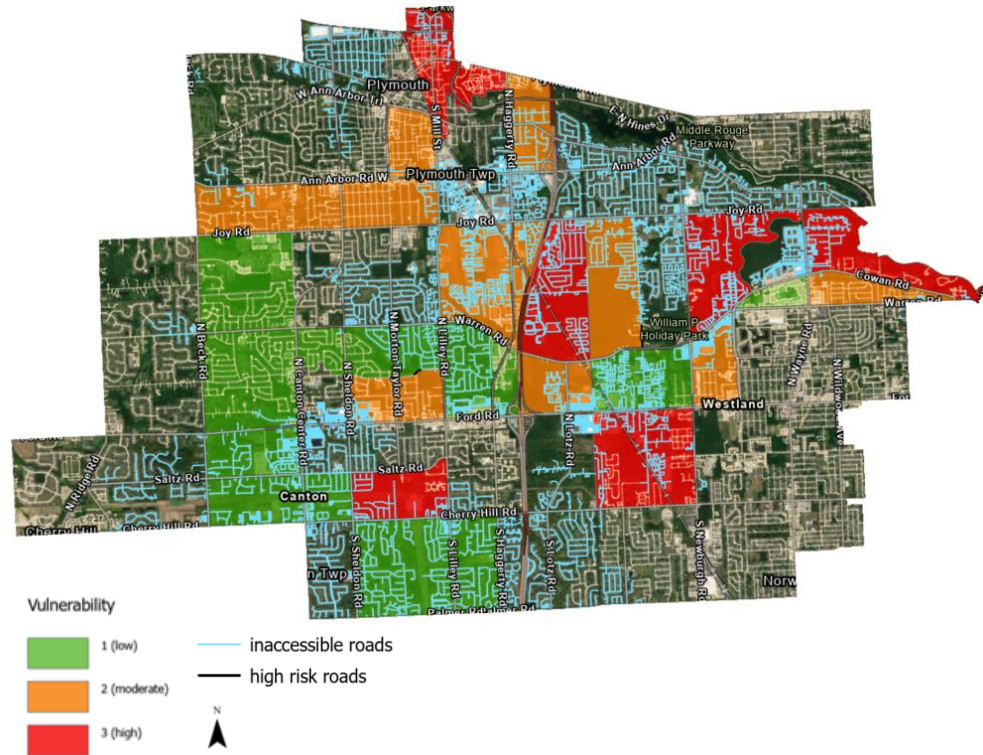 Parkw
Plymouth
W Ann Arbor Trl
S Mill St
N Haggerty Rd
E-N Hines Dr
Middle Rouge
Parkway
Ann Arbor Rd
Ann Arbor Rd W
Plymouth Twp
Joy Rd
Joy Rd
Joy Rd
Cowan Rd
Warren Rd
Warren Rd
William P
Holiday Park
N Beck Rd
N Canton Center Rd
N Sheldon Rd
N Morton Taylor Rd
N Lilley Rd
N Wayne Rd
N Wildwood Ave
Ford Rd
N Lotz Rd
Westland
N Ridge Rd
Saltz Rd
Saltz Rd
Canton
Cherry Hill Rd
Cherry Hill Rd
Cherry Hill
n Twp
S Sheldon Rd
S Lilley Rd
S Haggerty Rd
S Lotz Rd
S Newburgh Rd
Norw
Palmer Rd
Palmer Rd
Vulnerability
1 (low)
2 (moderate)
3 (high)
inaccessible roads
high risk roads
N